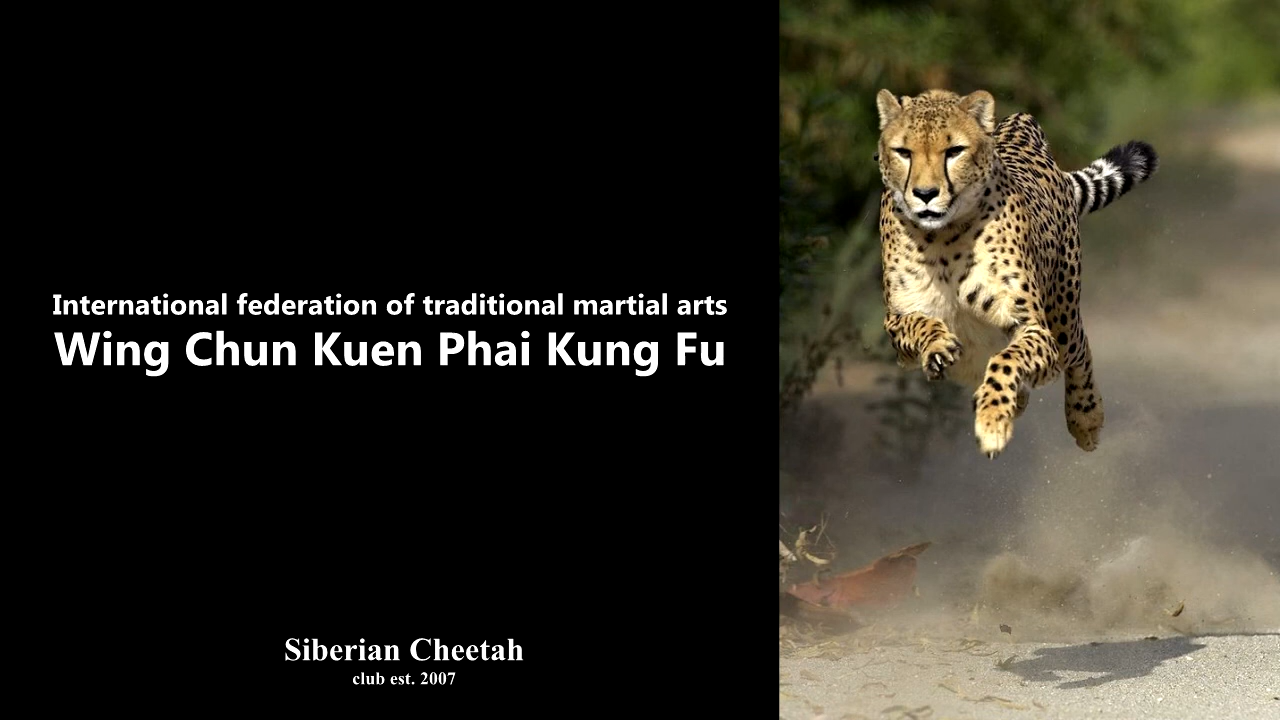 International federation of traditional martial arts
Wing Chun Kuen Phai Kung Fu
Siberian Cheetah
club est. 2007